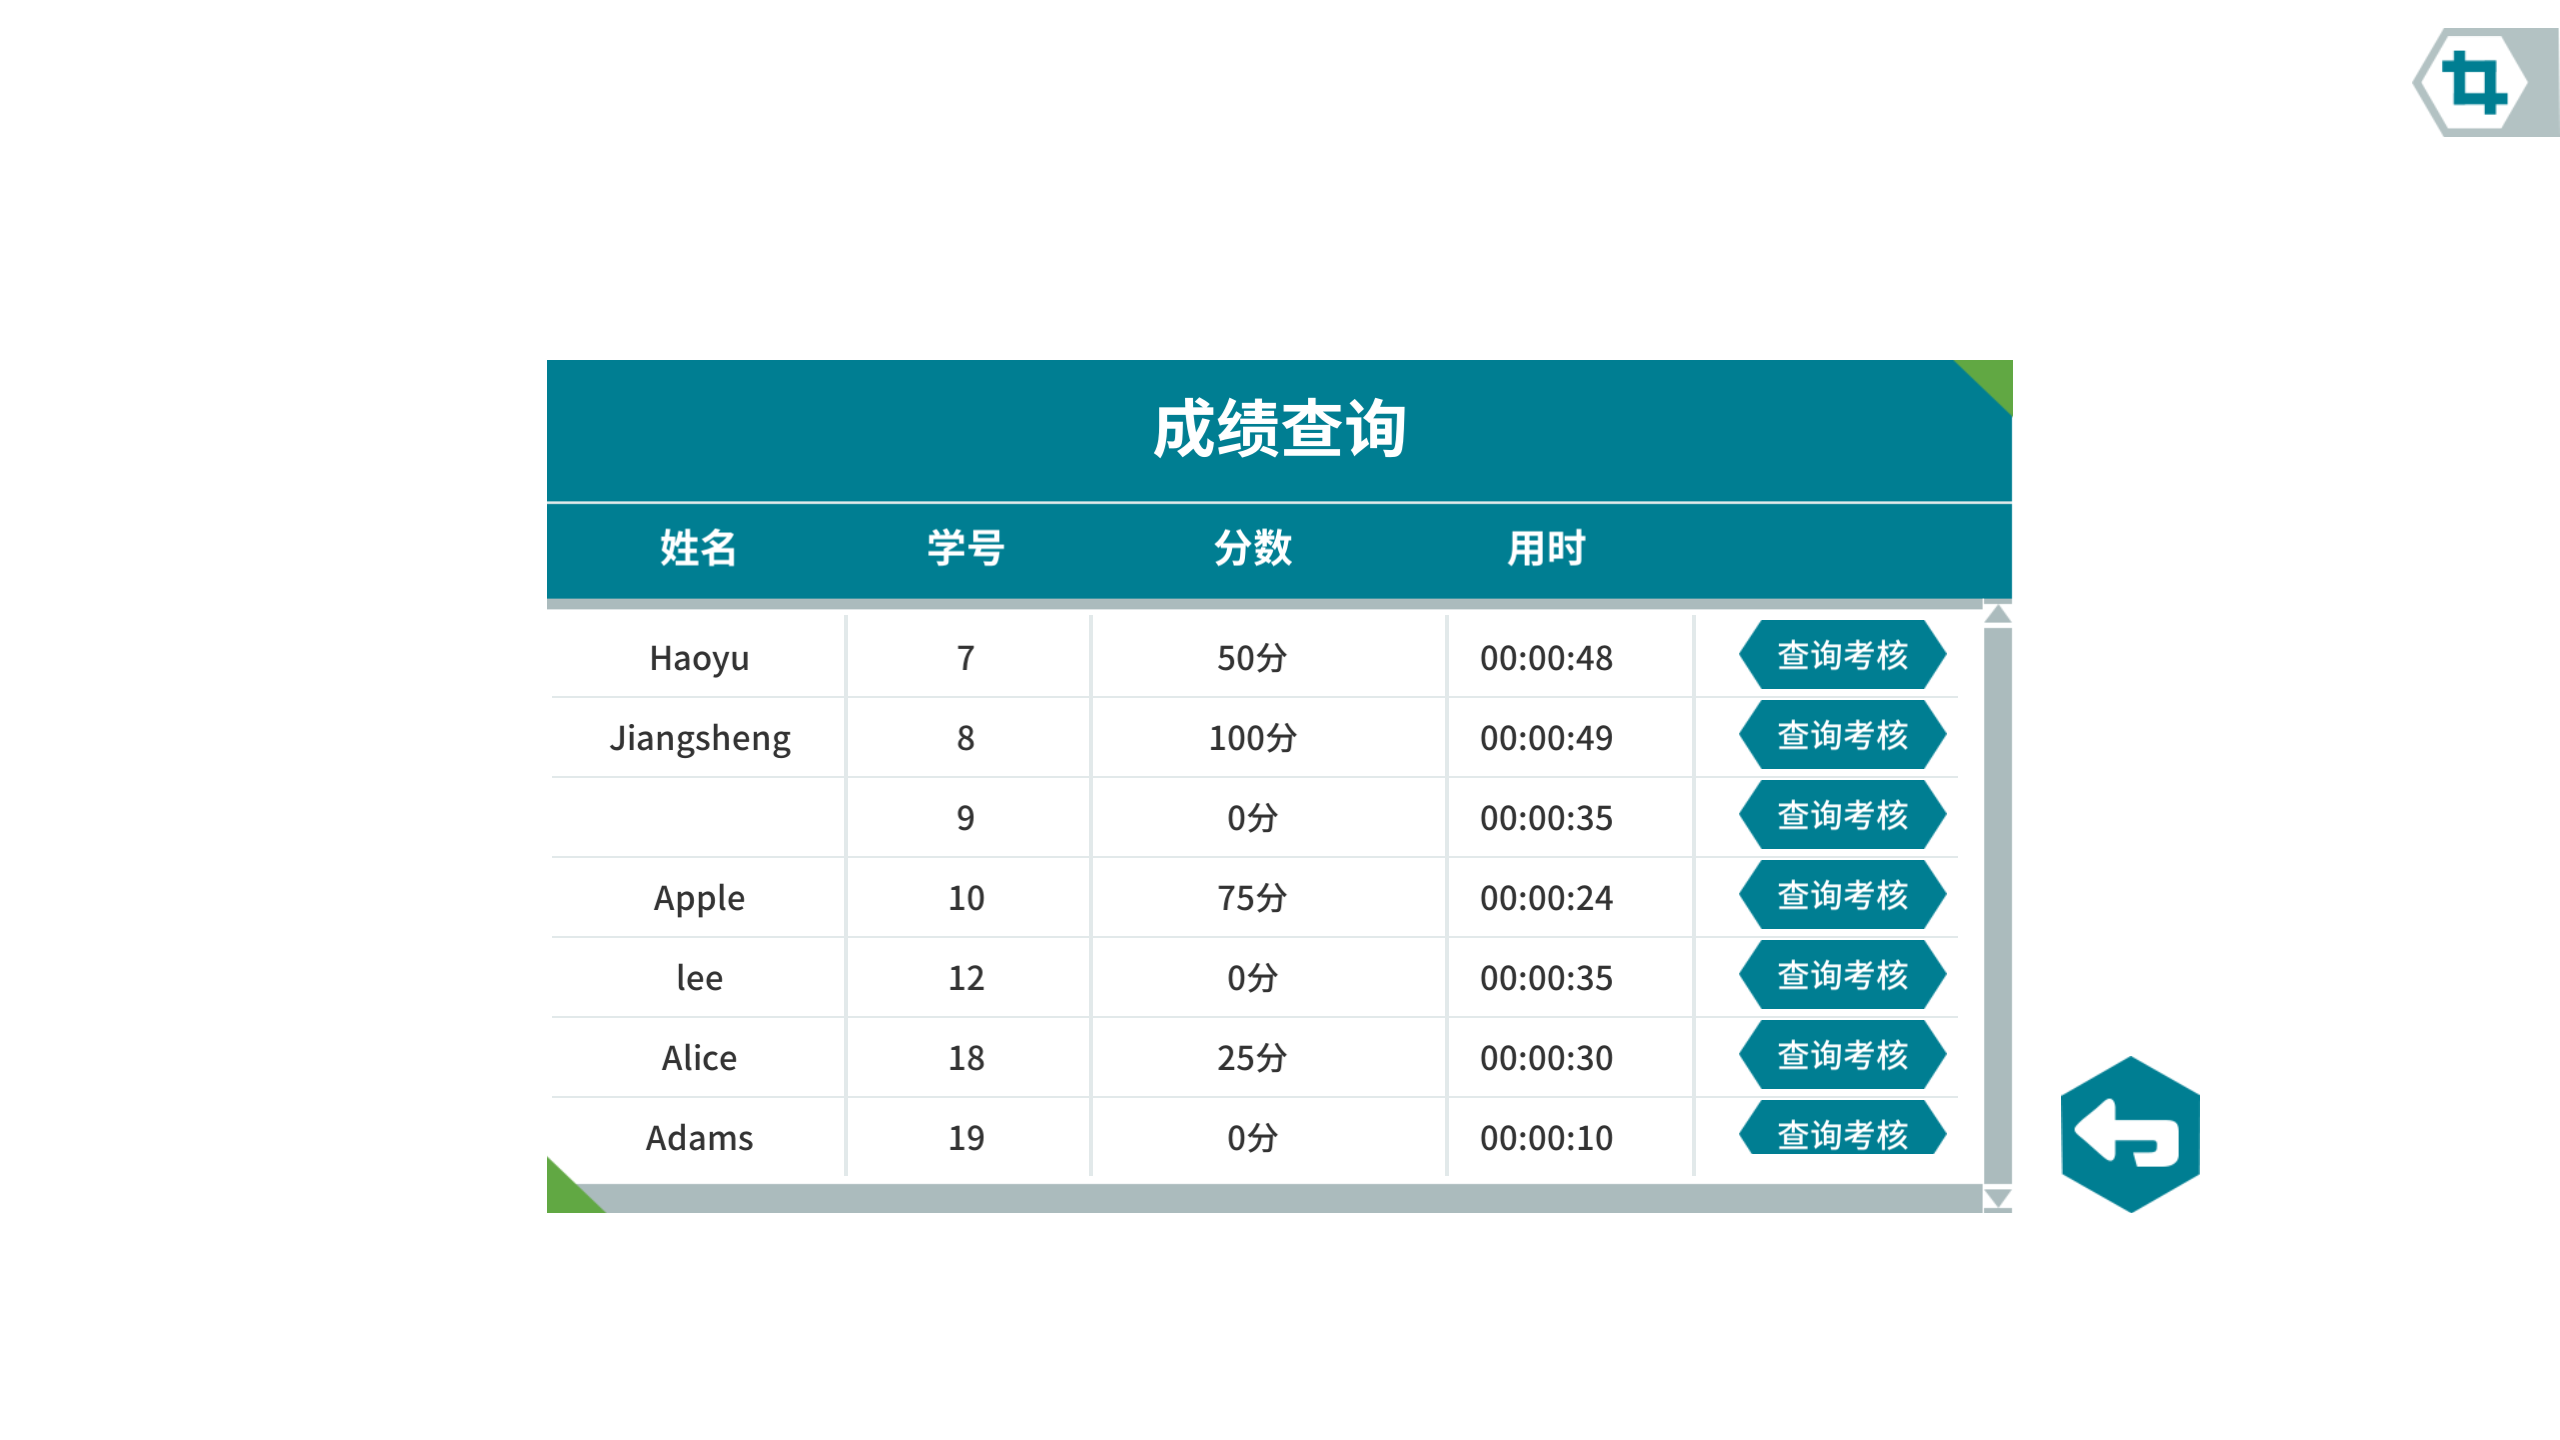 成绩查询
姓名 学号 分数 用时
Haoyu 7 50分 00:00:48 查询考核
Jiangsheng 8 100分 00:00:49 查询考核
9 0分 00:00:35 查询考核
Apple 10 75分 00:00:24 查询考核
lee 12 0分 00:00:35 查询考核
Alice 18 25分 00:00:30 查询考核
Adams 19 0分 00:00:10 查询考核